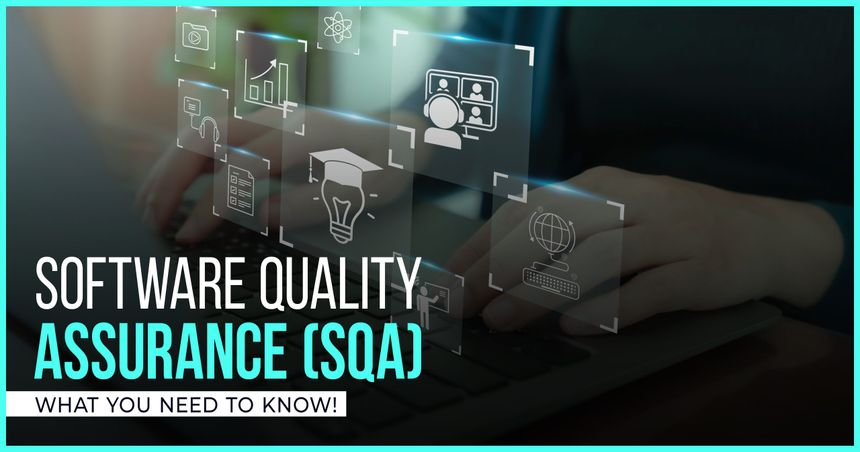 SOFTWARE QUALITY
ASSURANCE (SQA)
WHAT YOU NEED TO KNOW!